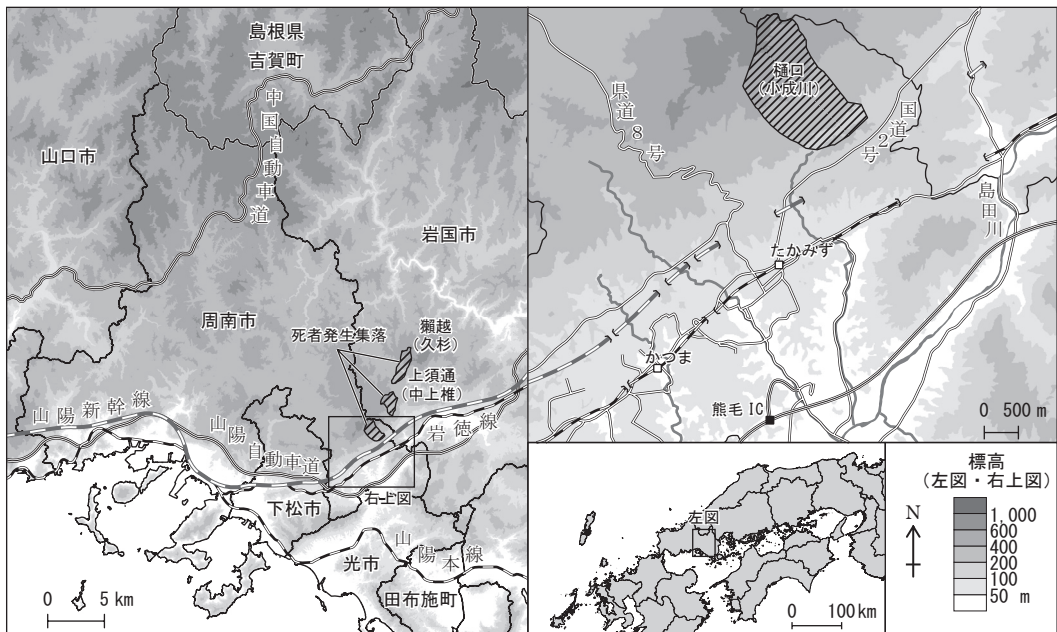 島根県
吉賀町
中国自動車道
山口市
岩国市
周南市
死者発生集落
獺越
(久杉)
上須通
(中上椎)
山陽新幹線
山陽自動車道
岩徳線
右上図
下松市
光市
山陽本線
田布施町
0 5 km
樋口
(小成川)
県道8号
国道2号
島田川
たかみず
かつま
熊毛 IC
0 500 m
左図
0 100 km
N
標高
(左図・右上図)
1,000
600
400
200
100
50 m